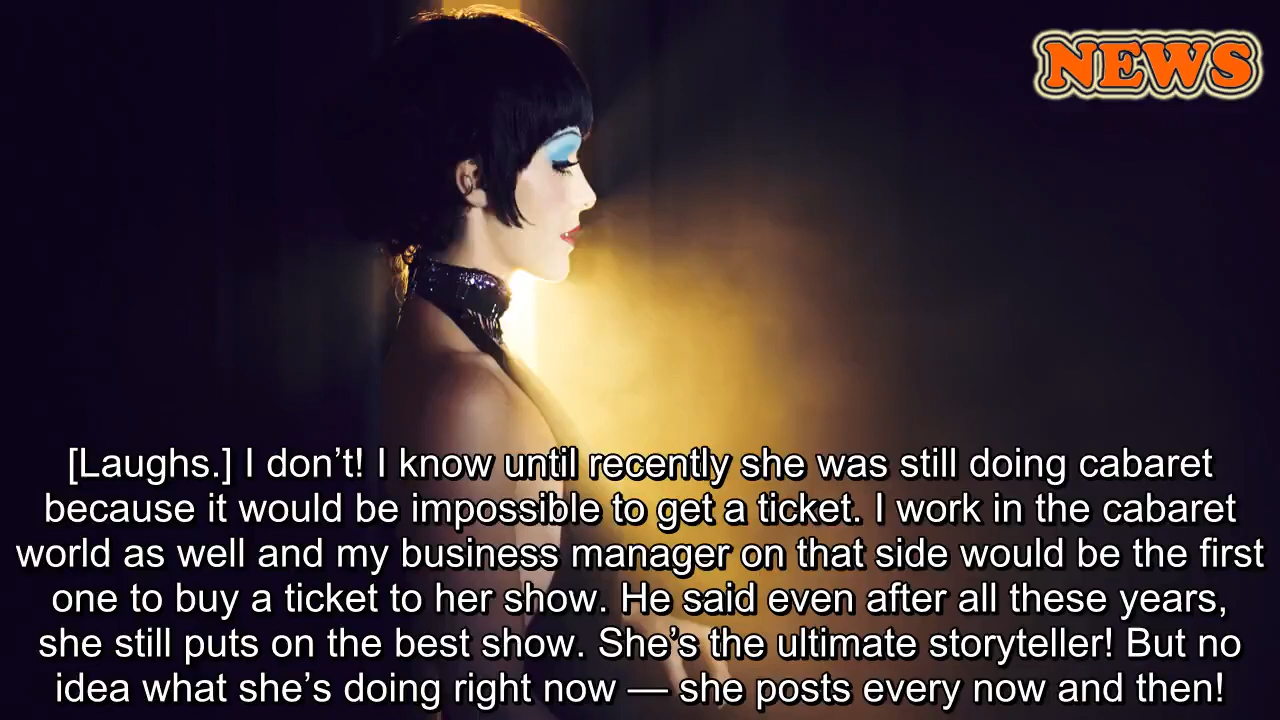 NEWS
[Laughs.] I don’t! I know until recently she was still doing cabaret
because it would be impossible to get a ticket. I work in the cabaret
world as well and my business manager on that side would be the first
one to buy a ticket to her show. He said even after all these years,
she still puts on the best show. She’s the ultimate storyteller! But no
idea what she’s doing right now — she posts every now and then!